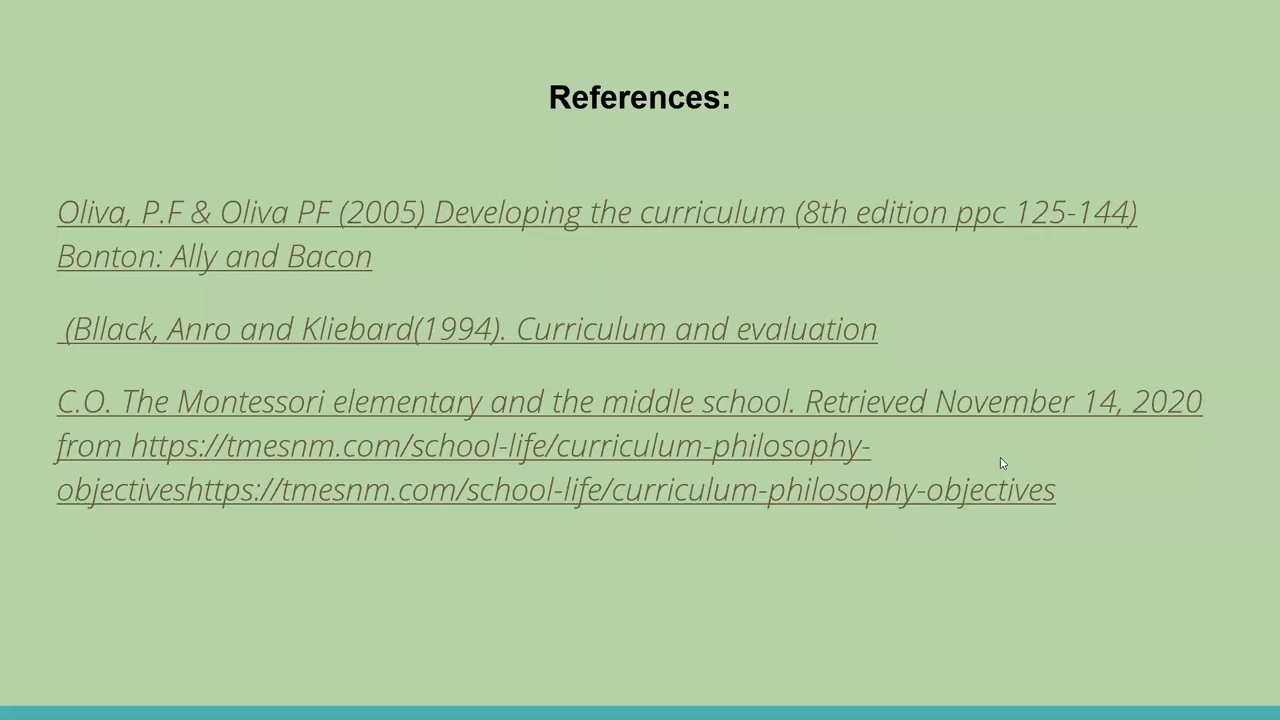 References:
Oliva, P.F & Oliva PF (2005) Developing the curriculum (8th edition ppc 125-144)
Bonton: Ally and Bacon
(Bllack, Anro and Kliebard(1994). Curriculum and evaluation
C.O. The Montessori elementary and the middle school. Retrieved November 14, 2020
from https://tmesnm.com/school-life/curriculum-philosophy-
objectiveshttps://tmesnm.com/school-life/curriculum-philosophy-objectives